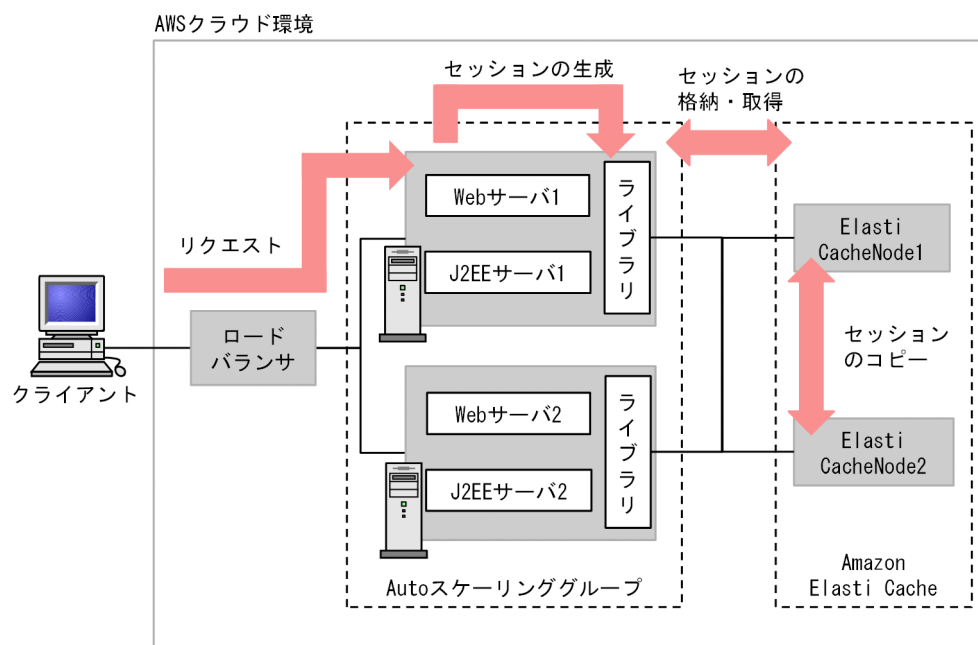 AWSクラウド環境
セッションの生成
セッションの
格納・取得
Webサーバ1
J2EEサーバ1
ライブラリ
リクエスト
Elasti
CacheNode1
ロード
バランサ
クライアント
セッション
のコピー
Webサーバ2
J2EEサーバ2
ライブラリ
Elasti
CacheNode2
Autoスケーリンググループ
Amazon
Elasti Cache